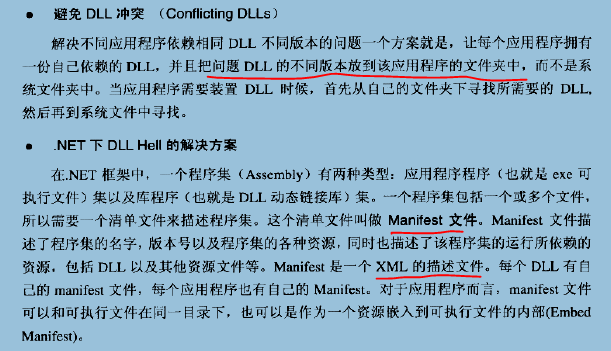 ● 避免 DLL 冲突 （Conflicting DLLs）
解决不同应用程序依赖相同 DLL 不同版本的问题一个方案就是，让每个应用程序拥有
一份自己依赖的 DLL，并且把问题 DLL 的不同版本放到该应用程序的文件夹中，而不是系
统文件夹中。当应用程序需要装置 DLL 时候，首先从自己的文件夹下寻找所需要的 DLL,
然后再到系统文件中寻找。
● .NET 下 DLL Hell 的解决方案
在.NET 框架中，一个程序集（Assembly）有两种类型：应用程序程序（也就是 exe 可
执行文件）集以及库程序（也就是 DLL 动态链接库）集。一个程序集包括一个或多个文件，
所以需要一个清单文件来描述程序集。这个清单文件叫做 Manifest 文件。Manifest 文件描
述了程序集的名字，版本号以及程序集的各种资源，同时也描述了该程序集的运行所依赖的
资源，包括 DLL 以及其他资源文件等。Manifest 是一个 XML 的描述文件。每个 DLL 有自
己的 manifest 文件，每个应用程序也有自己的 Manifest。对于应用程序而言，manifest 文件
可以和可执行文件在同一目录下，也可以是作为一个资源嵌入到可执行文件的内部(Embed
Manifest)。